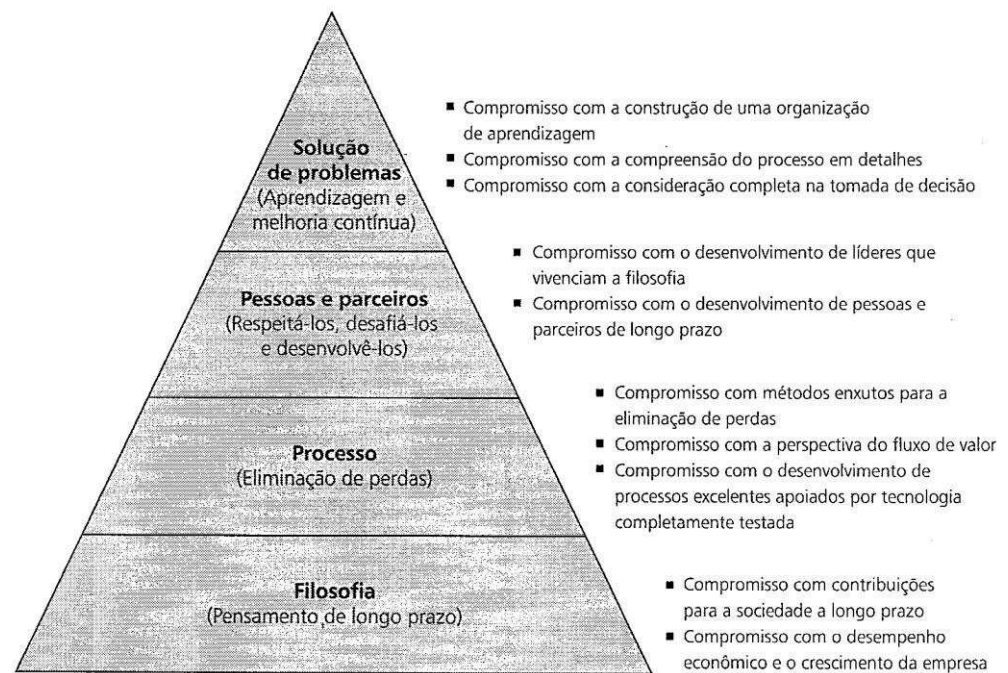 Solução
de problemas
(Aprendizagem e
melhoria contínua)
■ Compromisso com a construção de uma organização
de aprendizagem
■ Compromisso com a compreensão do processo em detalhes
■ Compromisso com a consideração completa na tomada de decisão
Pessoas e parceiros
(Respeitá-los, desafiá-los
e desenvolvê-los)
■ Compromisso com o desenvolvimento de líderes que
vivenciam a filosofia
■ Compromisso com o desenvolvimento de pessoas e
parceiros de longo prazo
Processo
(Eliminação de perdas)
■ Compromisso com métodos enxutos para a
eliminação de perdas
■ Compromisso com a perspectiva do fluxo de valor
■ Compromisso com o desenvolvimento de
processos excelentes apoiados por tecnologia
completamente testada
Filosofia
(Pensamento de longo prazo)
■ Compromisso com contribuições
para a sociedade a longo prazo
■ Compromisso com o desempenho
econômico e o crescimento da empresa